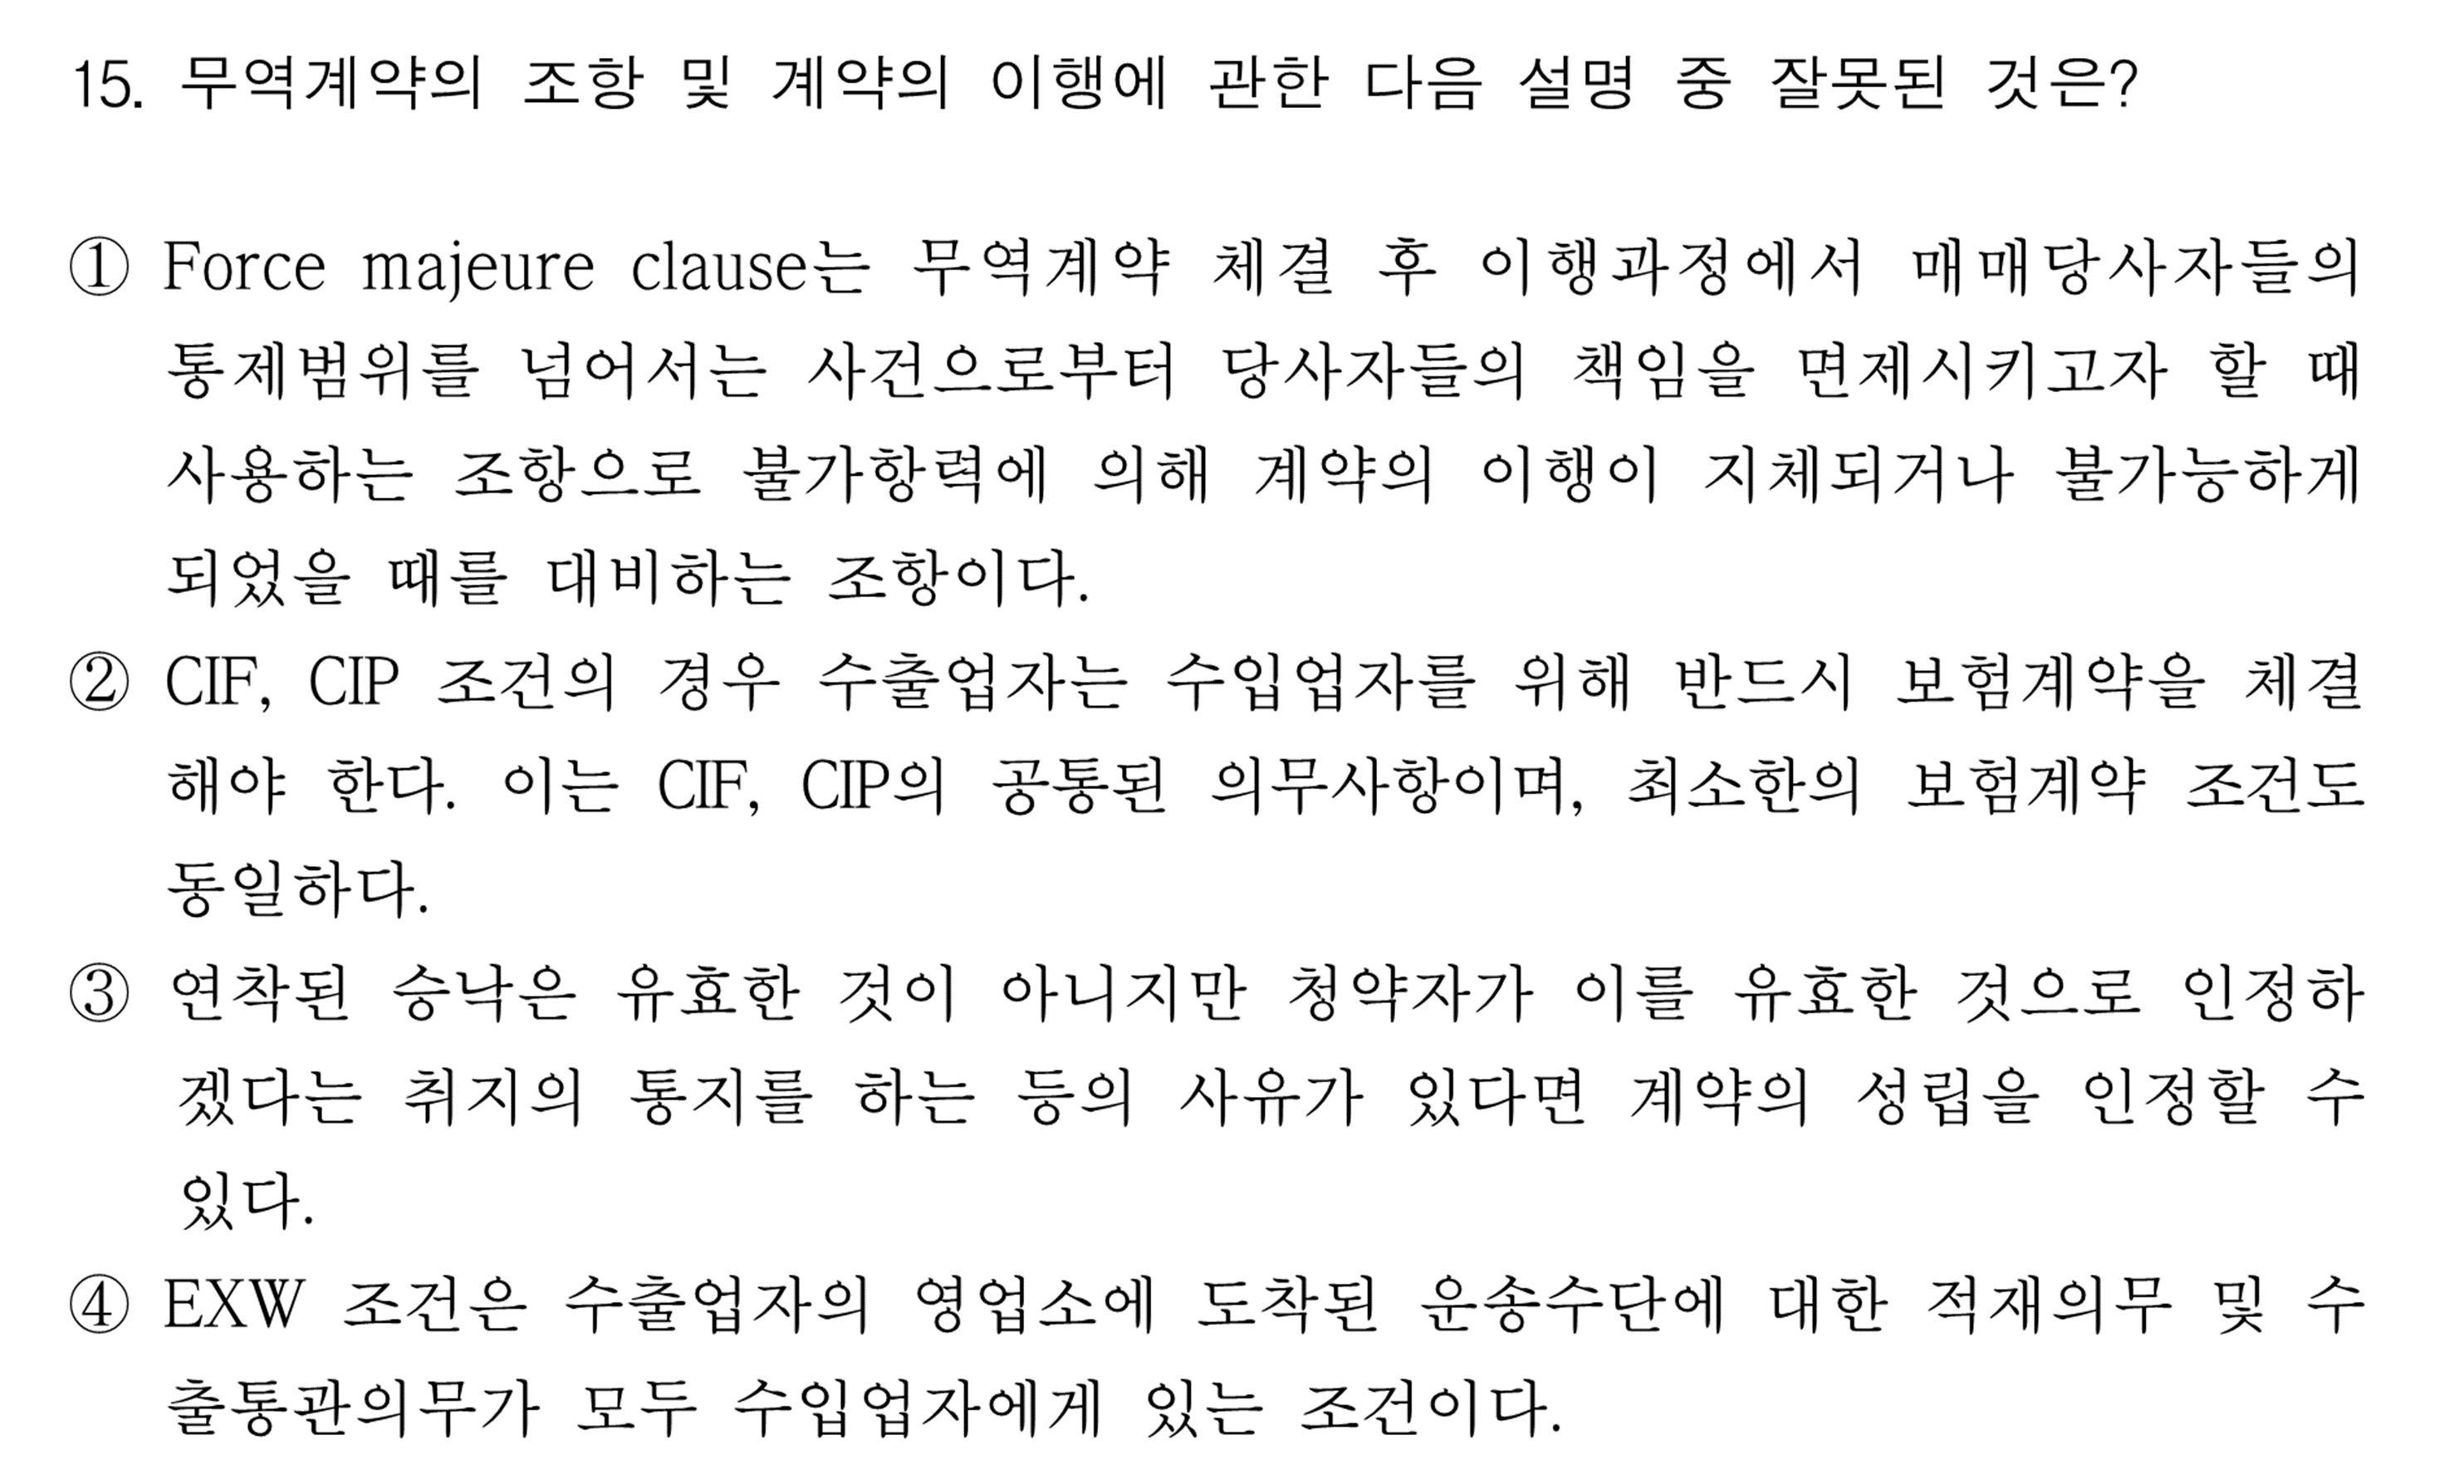 15. 무역계약의 조항 및 계약의 이행에 관한 다음 설명 중 잘못된 것은?
① Force majeure clause는 무역계약 체결 후 이행과정에서 매매당사자들의
통제범위를 넘어서는 사건으로부터 당사자들의 책임을 면제시키고자 할 때
사용하는 조항으로 불가항력에 의해 계약의 이행이 지체되거나 불가능하게
되었을 때를 대비하는 조항이다.
② CIF, CIP 조건의 경우 수출업자는 수입업자를 위해 반드시 보험계약을 체결
해야 한다. 이는 CIF, CIP의 공통된 의무사항이며, 최소한의 보험계약 조건도
동일하다.
③ 연착된 승낙은 유효한 것이 아니지만 청약자가 이를 유효한 것으로 인정하
겠다는 취지의 통지를 하는 등의 사유가 있다면 계약의 성립을 인정할 수
있다.
④ EXW 조건은 수출업자의 영업소에 도착된 운송수단에 대한 적재의무 및 수
출통관의무가 모두 수입업자에게 있는 조건이다.